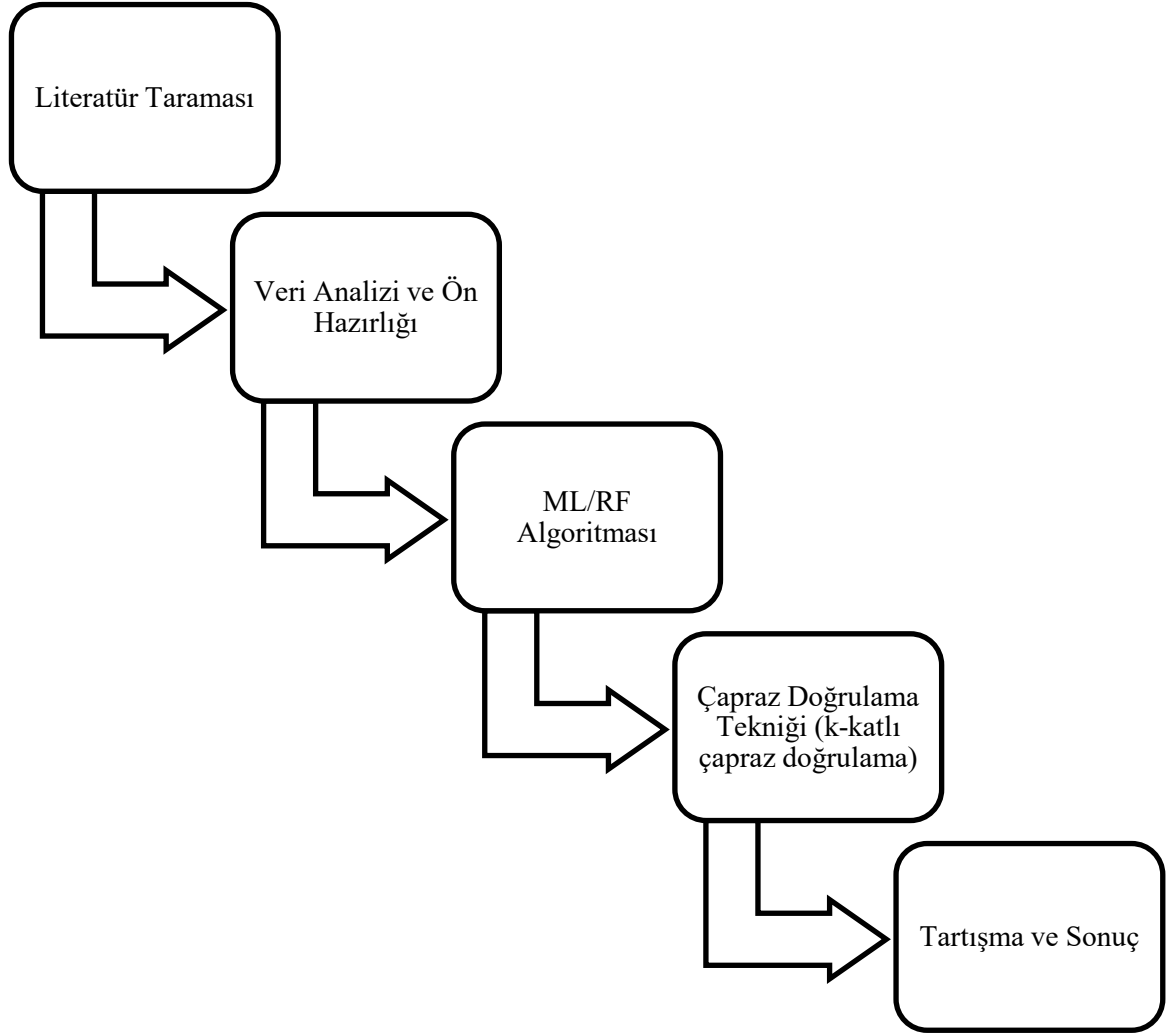 Literatür Taraması
Veri Analizi ve Ön
Hazırlığı
ML/RF
Algoritması
Çapraz Doğrulama
Tekniği (k-katlı
çapraz doğrulama)
Tartışma ve Sonuç